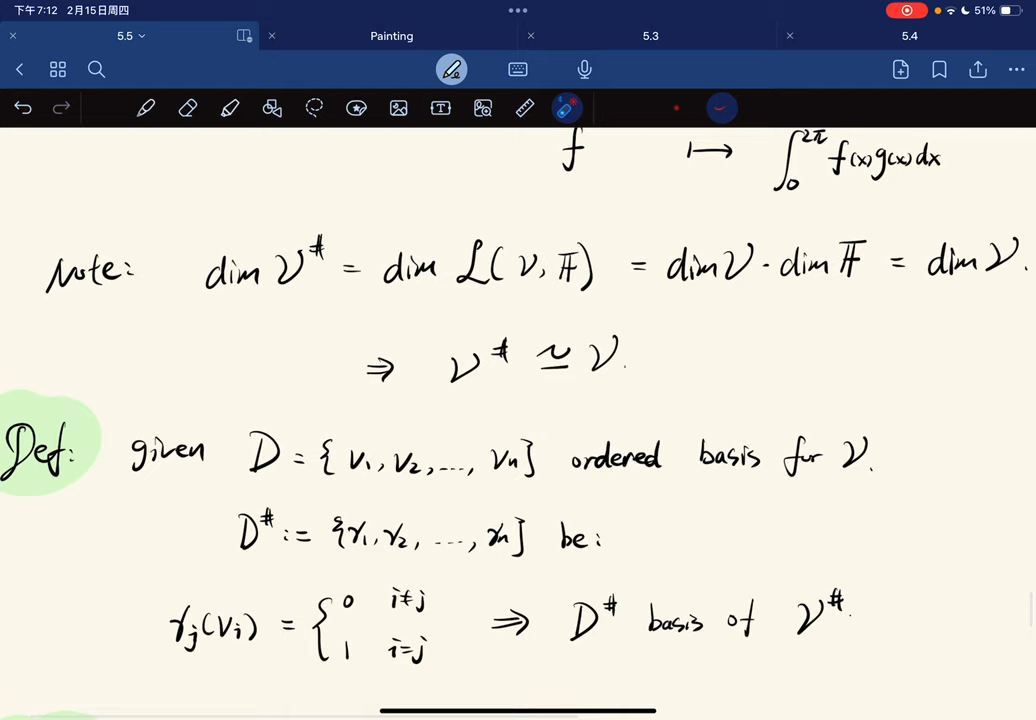 下午7:12 2月15日周四
51%
5.5
Painting
5.3
5.4
f ↦ ∫₀^{2π} f(x)g(x)dx
Note: dim V^# = dim L(V, F) = dim V · dim F = dim V.
⇒ V^# ≃ V.
Def: given D = {v₁, v₂, ..., vn} ordered basis for V.
D^# := {γ₁, γ₂, ..., γn} be:
γj(vi) = { 0 i≠j
1 i=j ⇒ D^# basis of V^#.